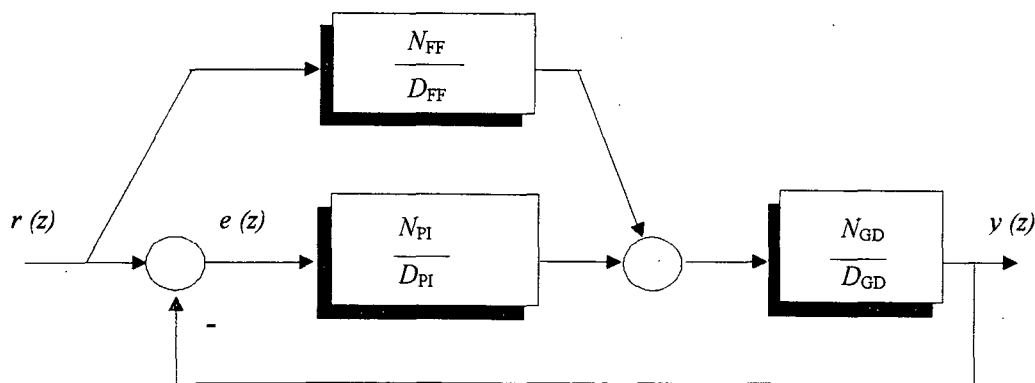 N_FF
D_FF
r (z)
e (z)
N_PI
D_PI
N_GD
D_GD
y (z)
-